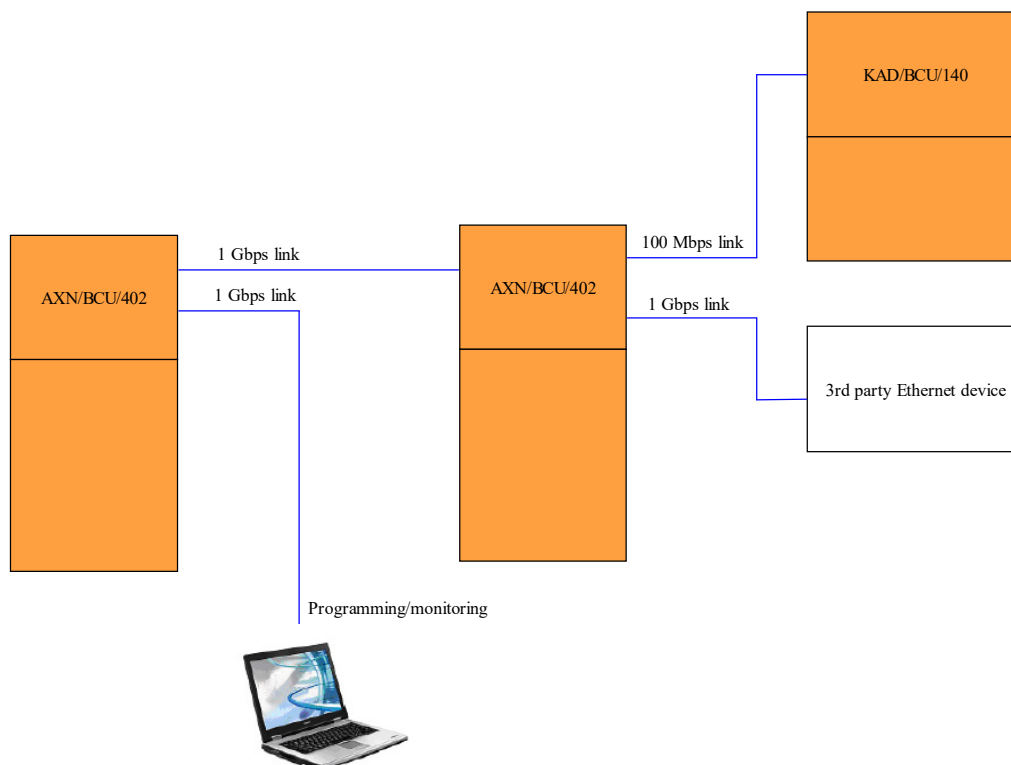 KAD/BCU/140
1 Gbps link
100 Mbps link
AXN/BCU/402
AXN/BCU/402
1 Gbps link
1 Gbps link
3rd party Ethernet device
Programming/monitoring